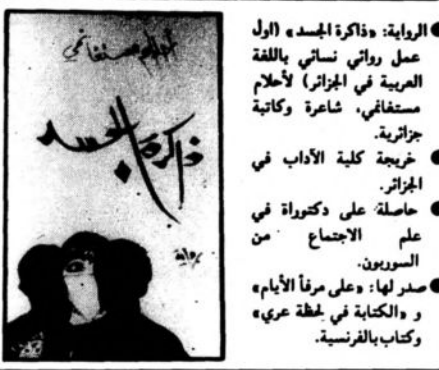 ● الرواية: «ذاكرة الجسد» (اول
عمل روائي نسائي باللغة
العربية في الجزائر) لأحلام
مستغانمي، شاعرة وكاتبة
جزائرية.
● خريجة كلية الآداب في
الجزائر.
● حاصلة على دكتوراة في
علم الاجتماع من
السوربون.
● صدر لها: «على مرفأ الأيام»
و «الكتابة في لحظة عري»
وكتاب بالفرنسية.
أحلام مستغانمي
ذاكرة الجسد
رواية